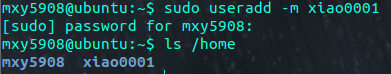 mxy5908@ubuntu:~$ sudo useradd -m xiao0001
[sudo] password for mxy5908:
mxy5908@ubuntu:~$ ls /home
mxy5908  xiao0001